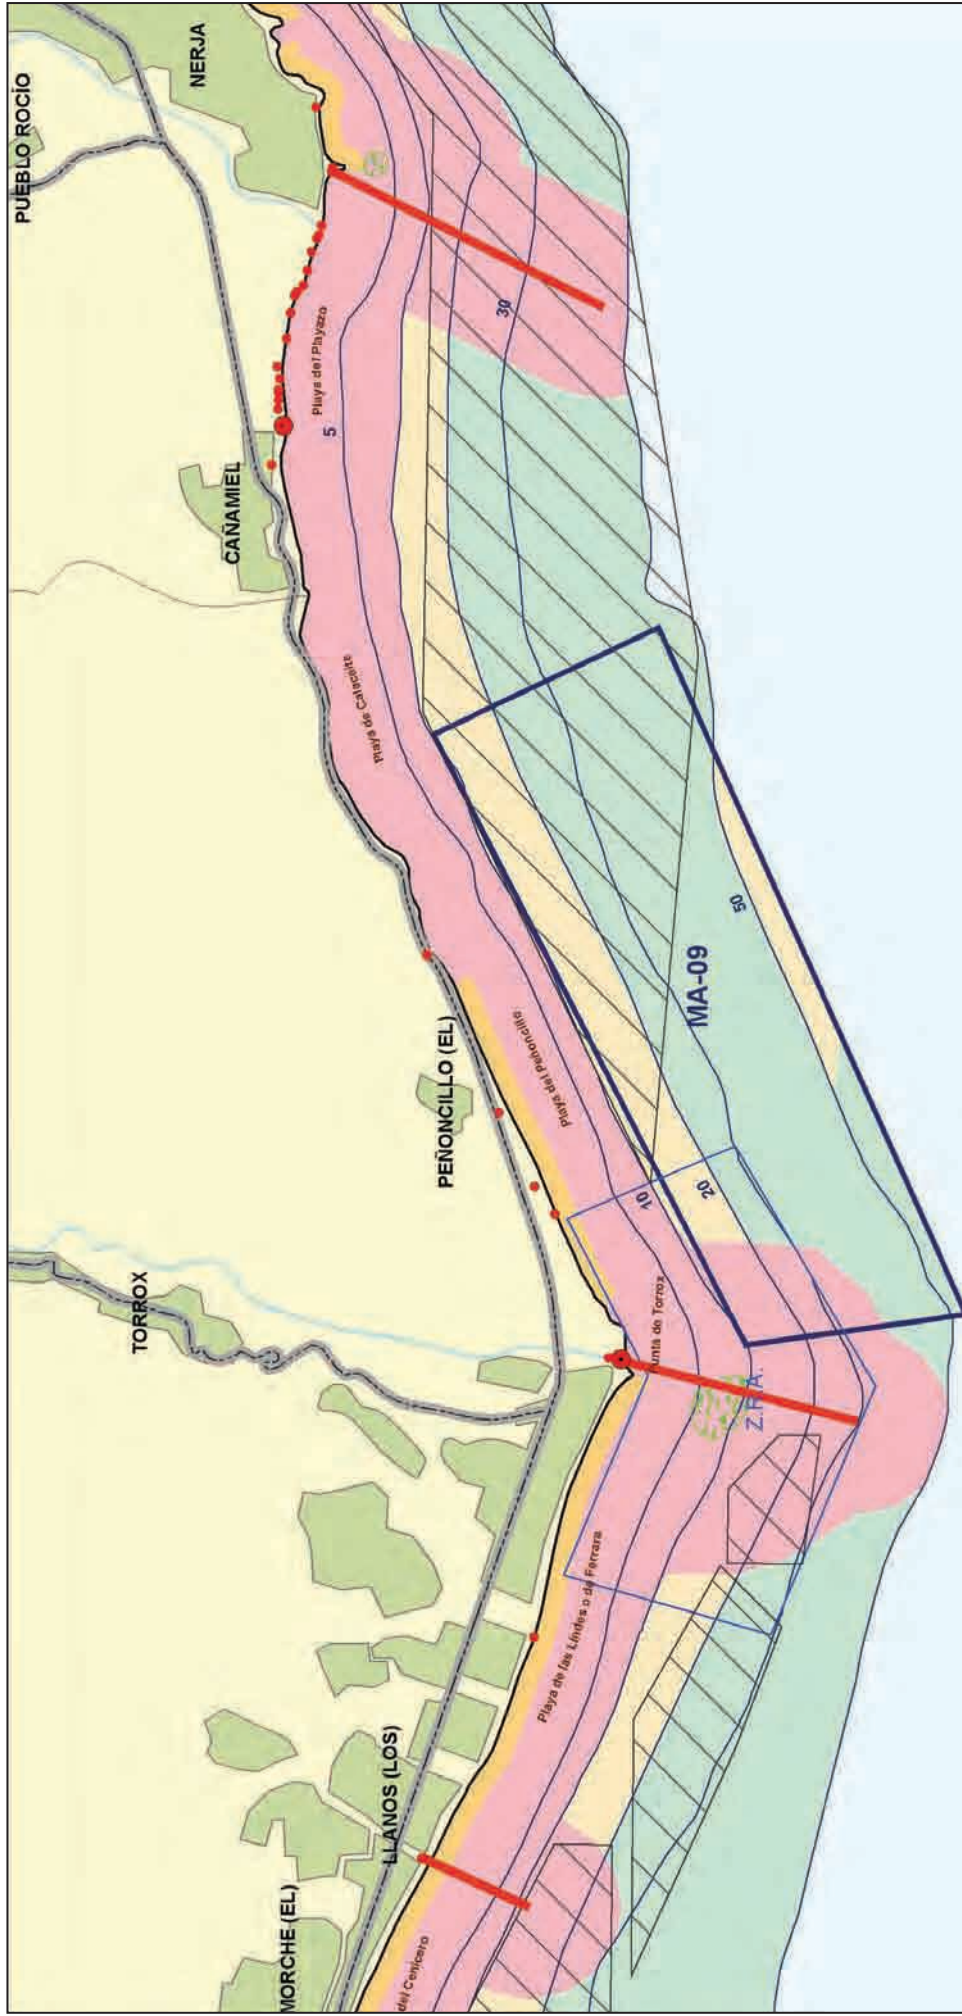 PUEBLO ROCÍO
NERJA
CAÑAMIEL
Playa del Playazo
5
30
Playa de Calaceite
PEÑONCILLO (EL)
Playa del Peñoncillo
MA-09
50
TORROX
10
20
Punta de Torrox
Z.R.A.
Playa de las Lindes o de Ferrara
LLANOS (LOS)
MORCHE (EL)
del Cenicero